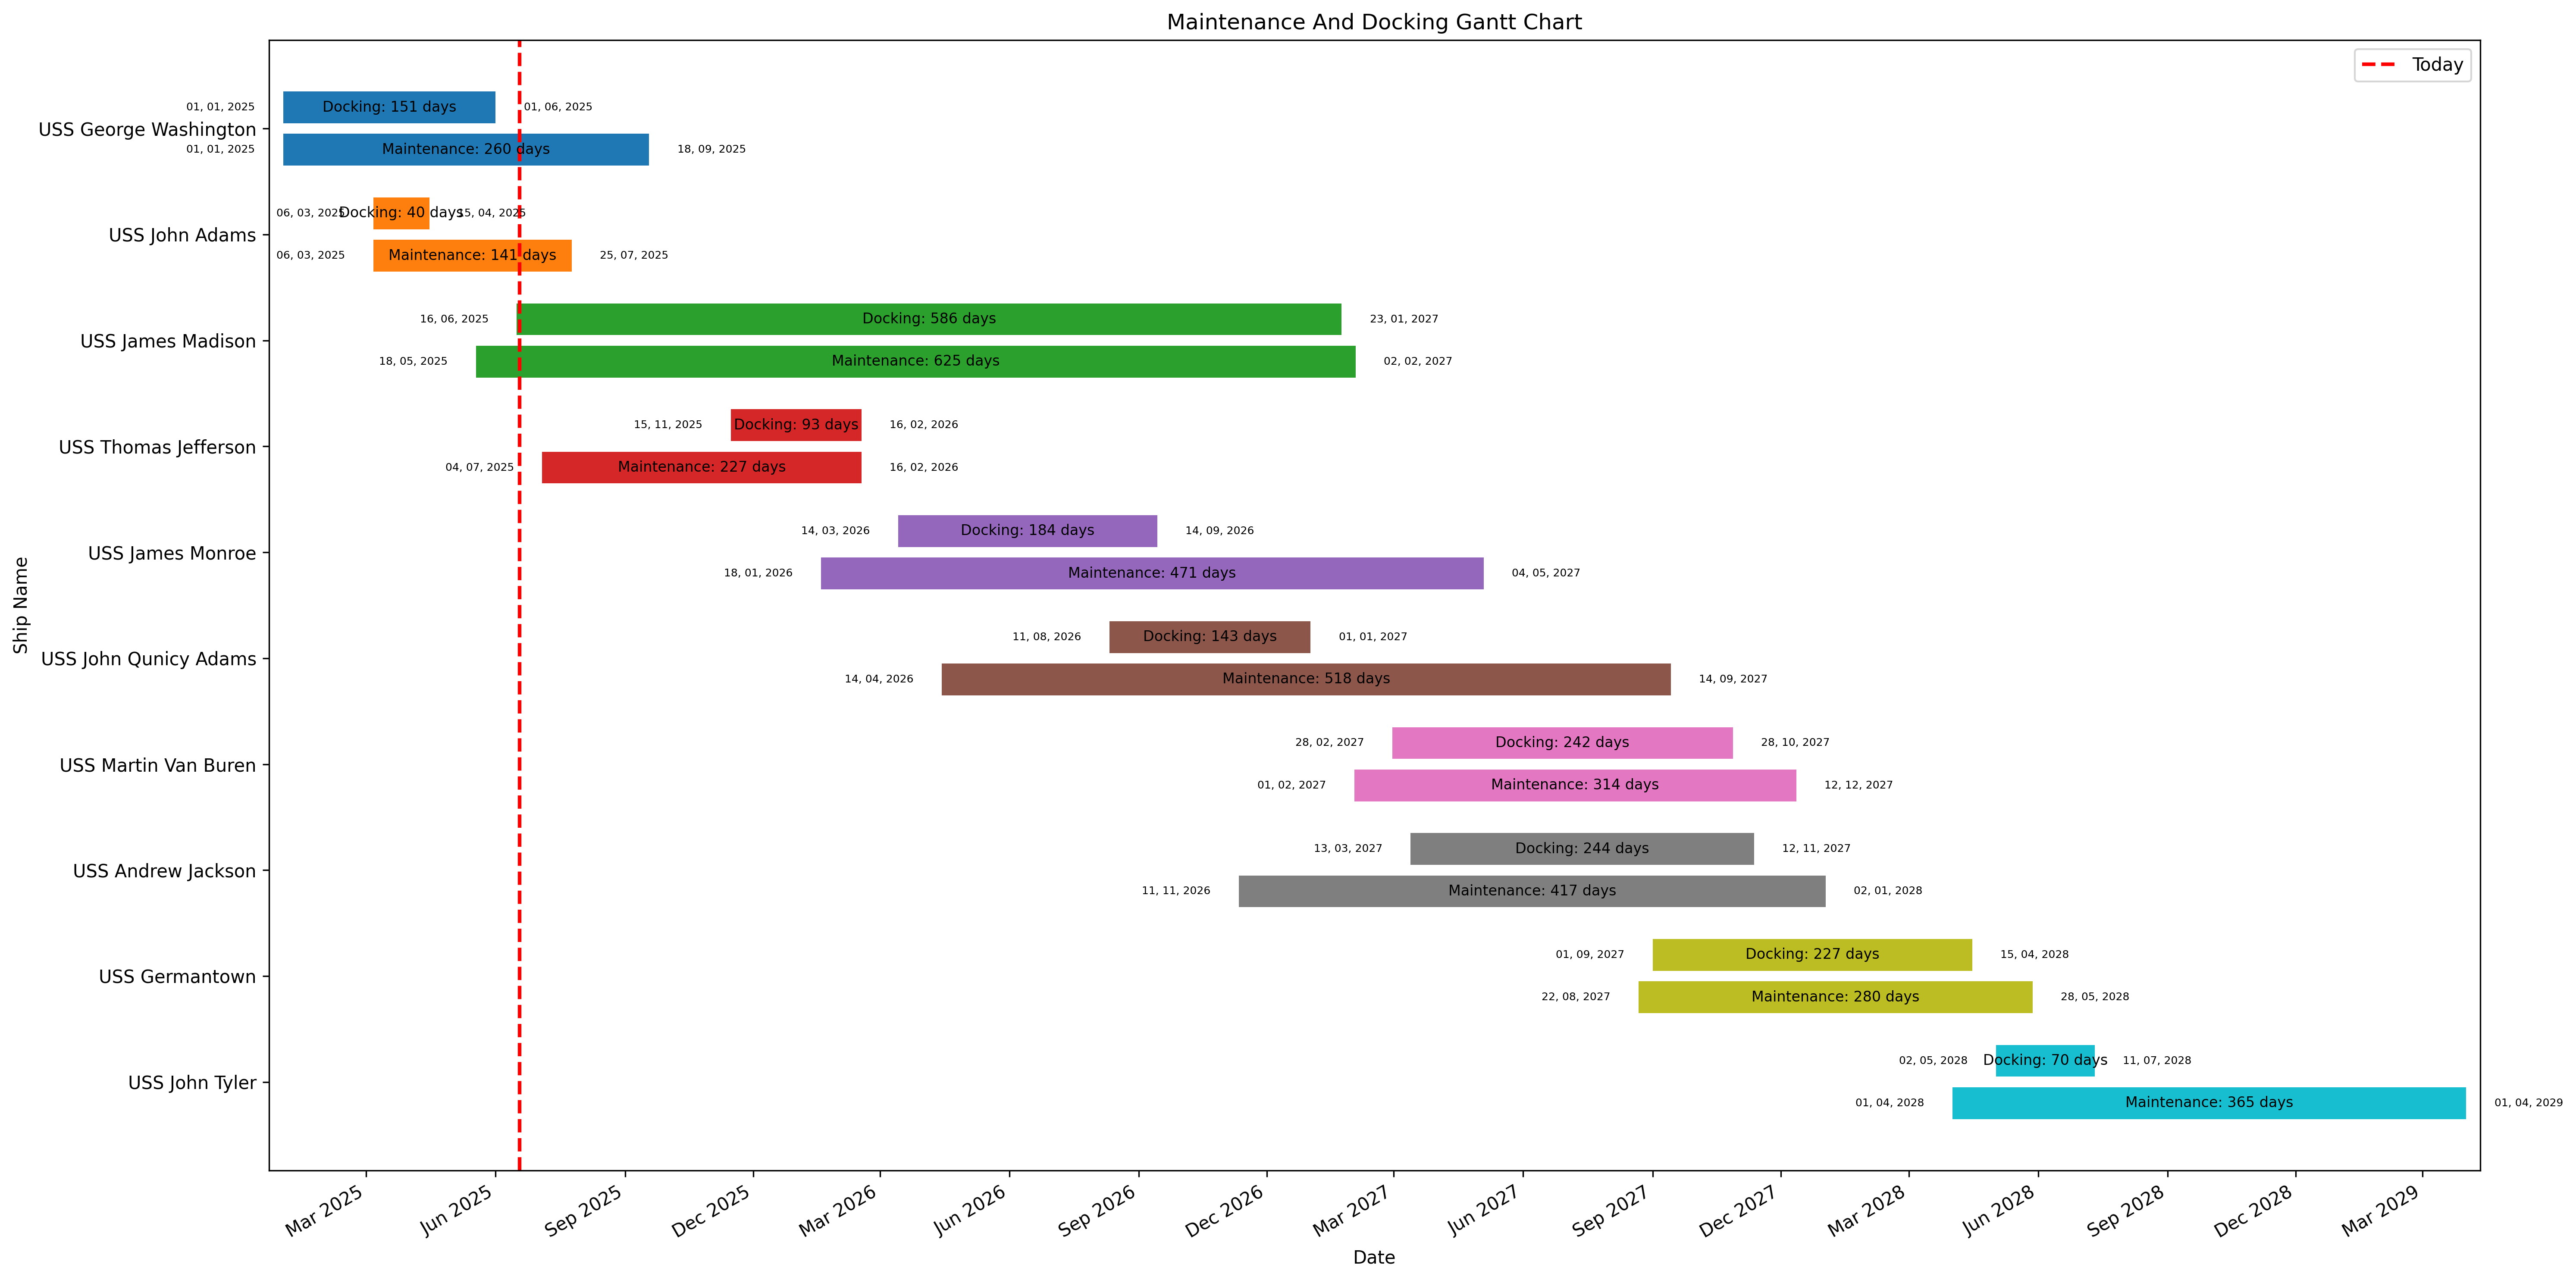 Maintenance And Docking Gantt Chart
Today
01, 01, 2025 Docking: 151 days 01, 06, 2025
USS George Washington
01, 01, 2025 Maintenance: 260 days 18, 09, 2025
06, 03, 2025 Docking: 40 days 15, 04, 2025
USS John Adams
06, 03, 2025 Maintenance: 141 days 25, 07, 2025
16, 06, 2025 Docking: 586 days 23, 01, 2027
USS James Madison
18, 05, 2025 Maintenance: 625 days 02, 02, 2027
15, 11, 2025 Docking: 93 days 16, 02, 2026
USS Thomas Jefferson
04, 07, 2025 Maintenance: 227 days 16, 02, 2026
14, 03, 2026 Docking: 184 days 14, 09, 2026
USS James Monroe
18, 01, 2026 Maintenance: 471 days 04, 05, 2027
Ship Name
11, 08, 2026 Docking: 143 days 01, 01, 2027
USS John Qunicy Adams
14, 04, 2026 Maintenance: 518 days 14, 09, 2027
28, 02, 2027 Docking: 242 days 28, 10, 2027
USS Martin Van Buren
01, 02, 2027 Maintenance: 314 days 12, 12, 2027
13, 03, 2027 Docking: 244 days 12, 11, 2027
USS Andrew Jackson
11, 11, 2026 Maintenance: 417 days 02, 01, 2028
01, 09, 2027 Docking: 227 days 15, 04, 2028
USS Germantown
22, 08, 2027 Maintenance: 280 days 28, 05, 2028
02, 05, 2028 Docking: 70 days 11, 07, 2028
USS John Tyler
01, 04, 2028 Maintenance: 365 days 01, 04, 2029
Mar 2025 Jun 2025 Sep 2025 Dec 2025 Mar 2026 Jun 2026 Sep 2026 Dec 2026 Mar 2027 Jun 2027 Sep 2027 Dec 2027 Mar 2028 Jun 2028 Sep 2028 Dec 2028 Mar 2029
Date